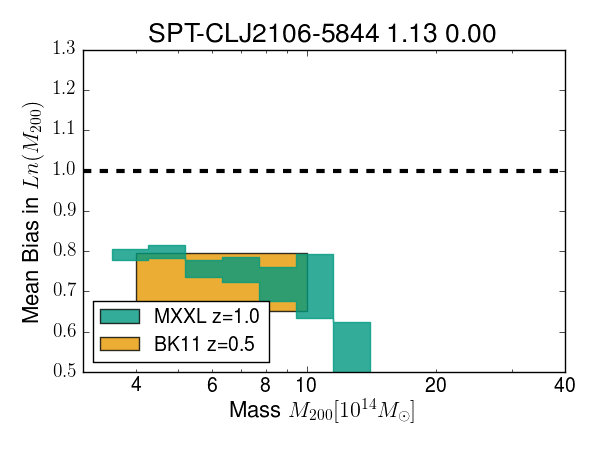 SPT-CLJ2106-5844 1.13 0.00
Mean Bias in Ln(M₂₀₀)
1.3
1.2
1.1
1.0
0.9
0.8
0.7
0.6
0.5
MXXL z=1.0
BK11 z=0.5
4 6 8 10 20 40
Mass M₂₀₀[10¹⁴M☉]